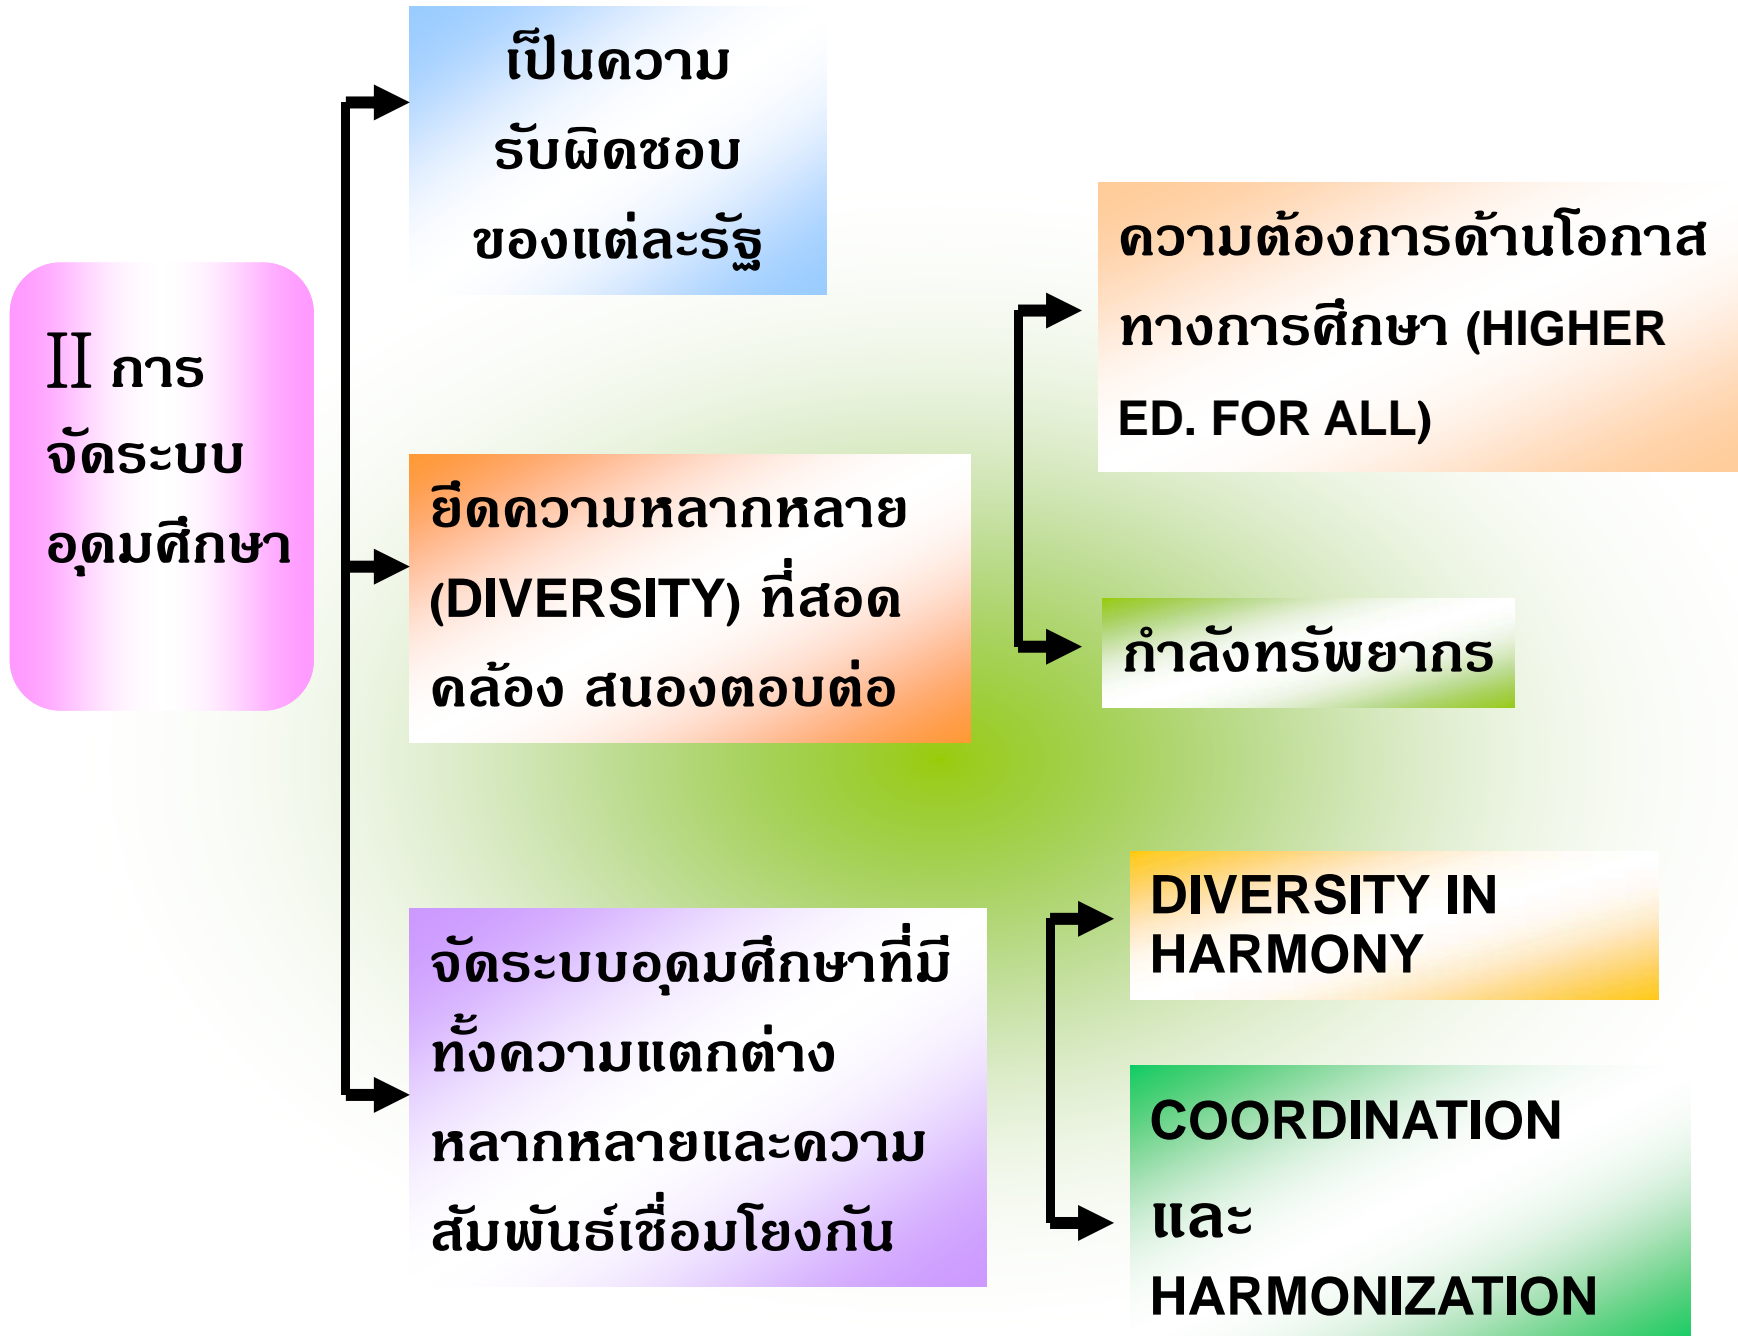 II การ
จัดระบบ
อุดมศึกษา
เป็นความ
รับผิดชอบ
ของแต่ละรัฐ
ยึดความหลากหลาย
(DIVERSITY) ที่สอด
คล้อง สนองตอบต่อ
ความต้องการด้านโอกาส
ทางการศึกษา (HIGHER
ED. FOR ALL)
กำลังทรัพยากร
จัดระบบอุดมศึกษาที่มี
ทั้งความแตกต่าง
หลากหลายและความ
สัมพันธ์เชื่อมโยงกัน
DIVERSITY IN
HARMONY
COORDINATION
และ
HARMONIZATION